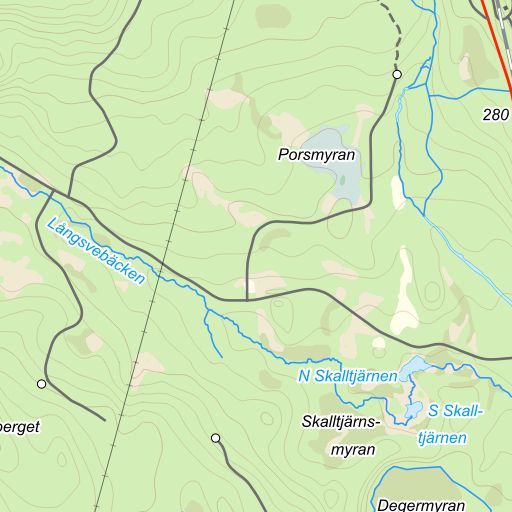 280
Porsmyran
Långsvebäcken
N Skalltjärnen
S Skall-
tjärnen
Skalltjärns-
myran
berget
Degermyran